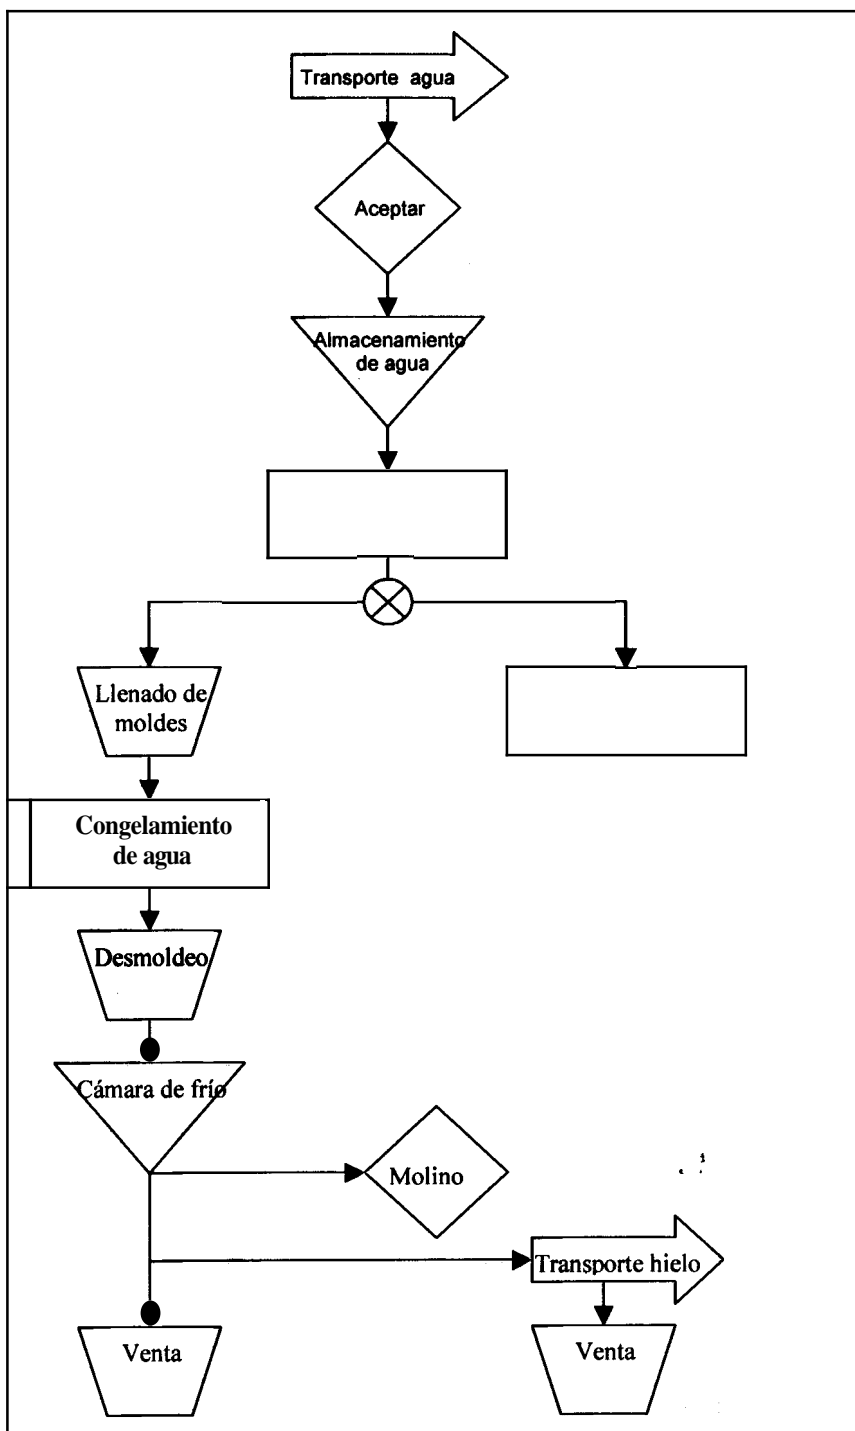 Transporte agua
Aceptar
Almacenamiento
de agua
Llenado de
moldes
Congelamiento
de agua
Desmoldeo
Cámara de frío
Molino
Transporte hielo
Venta
Venta